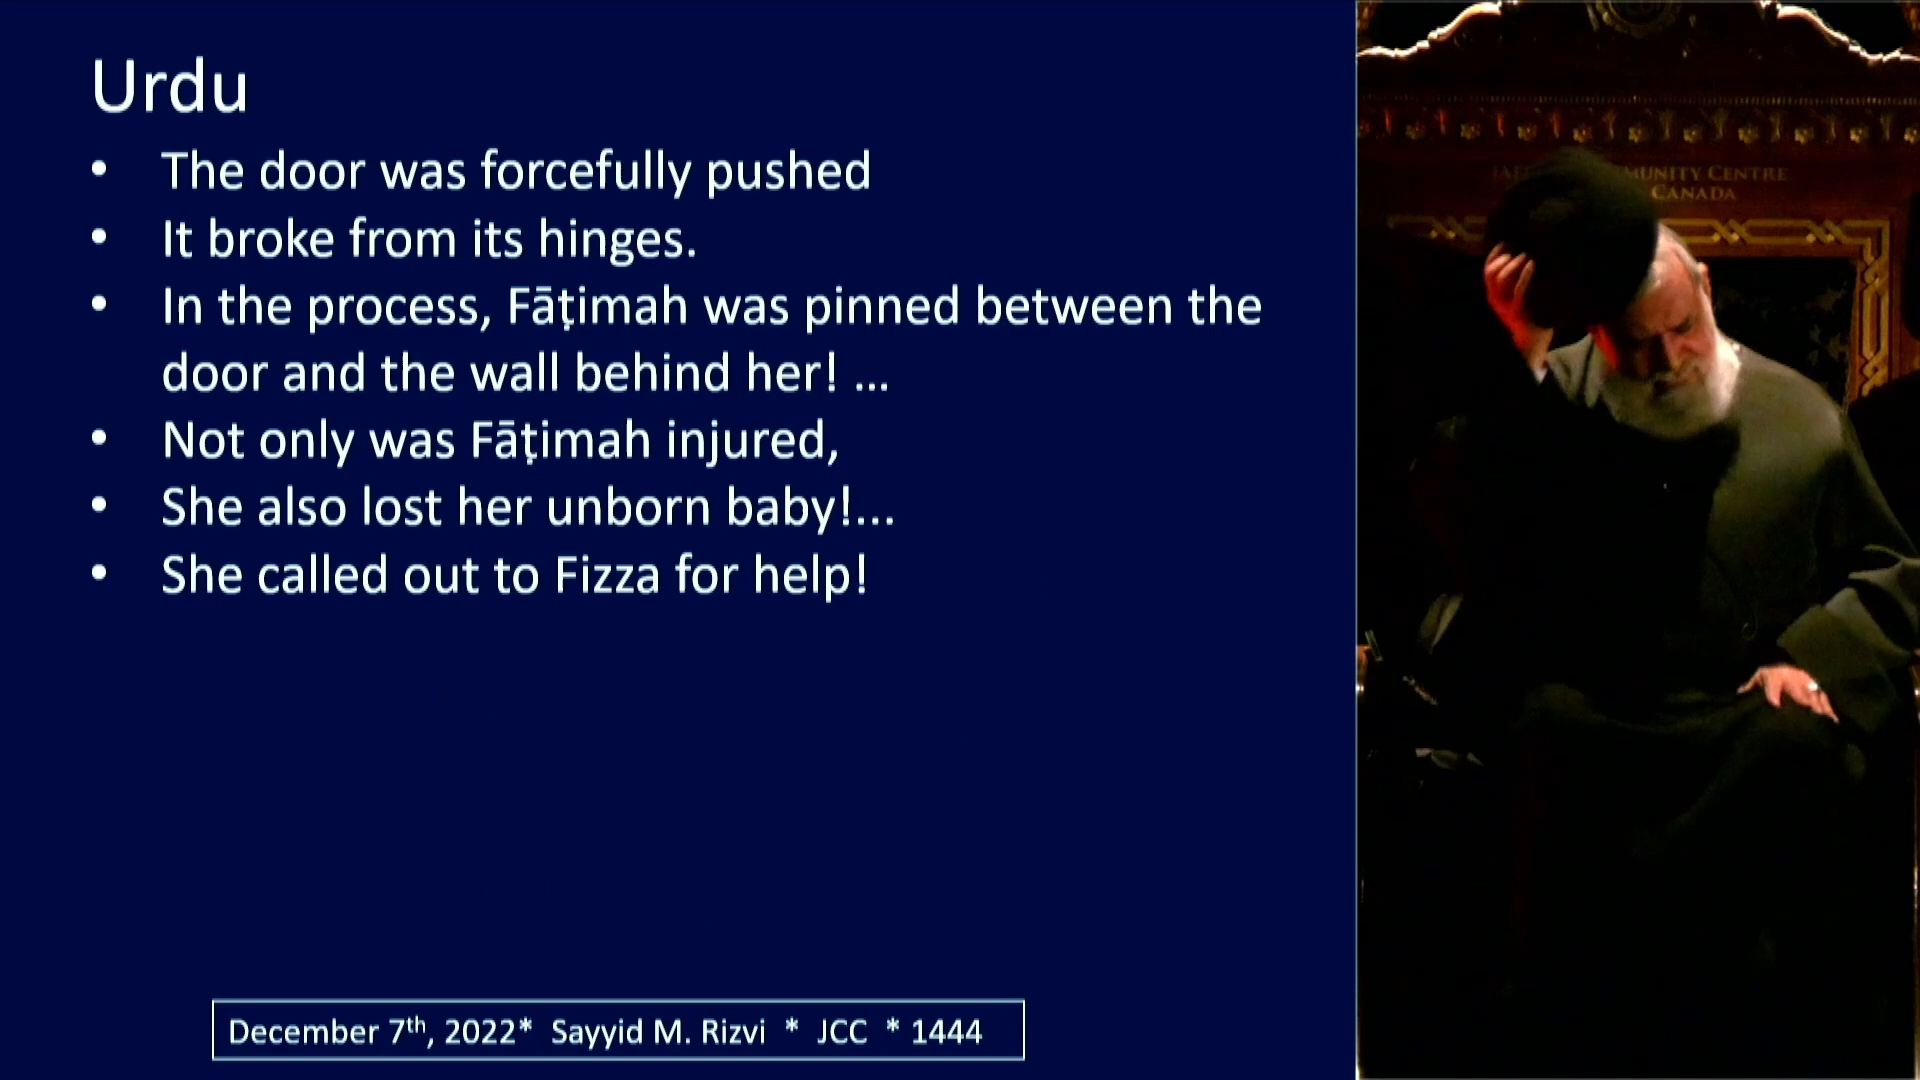 Urdu
• The door was forcefully pushed
• It broke from its hinges.
• In the process, Fāṭimah was pinned between the
door and the wall behind her! ...
• Not only was Fāṭimah injured,
• She also lost her unborn baby!...
• She called out to Fizza for help!
December 7th, 2022* Sayyid M. Rizvi * JCC * 1444
MUNITY CENTRE
CANADA